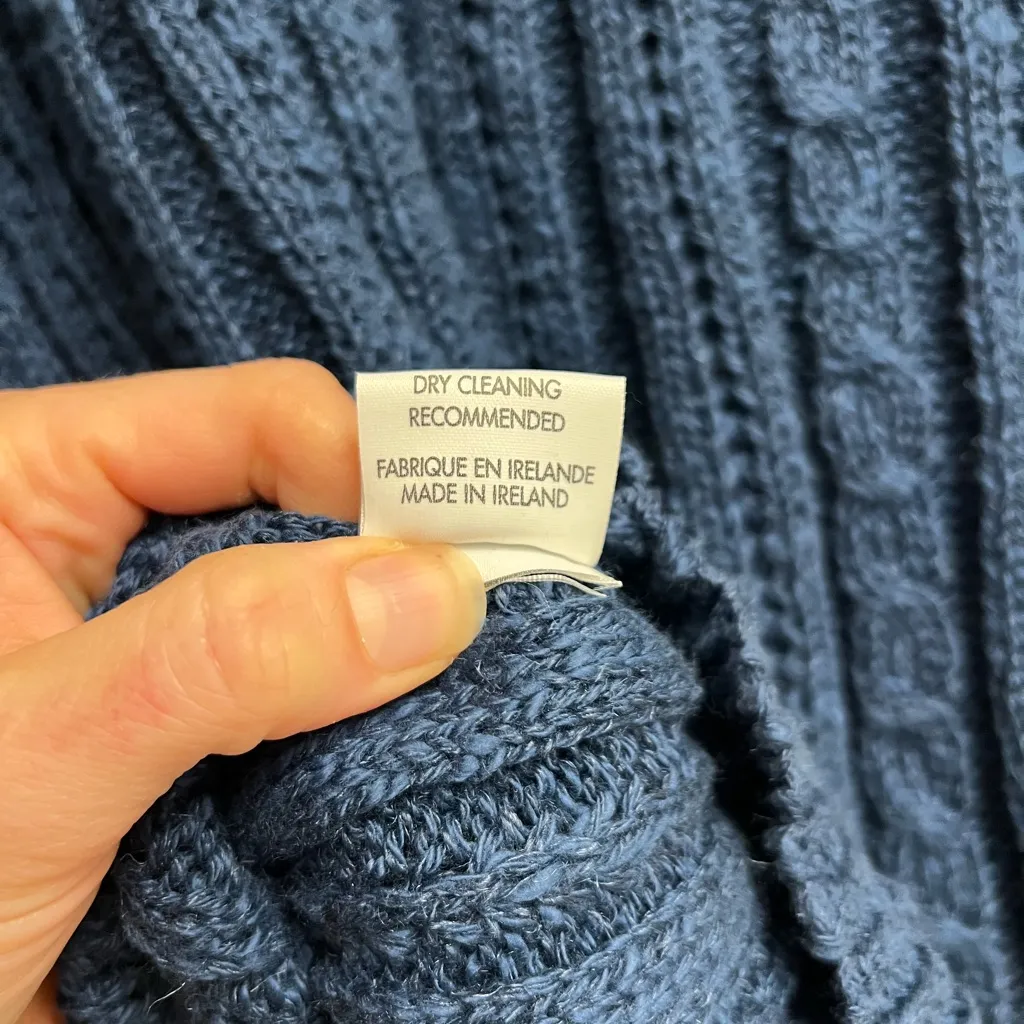 DRY CLEANING
RECOMMENDED
FABRIQUE EN IRELANDE
MADE IN IRELAND